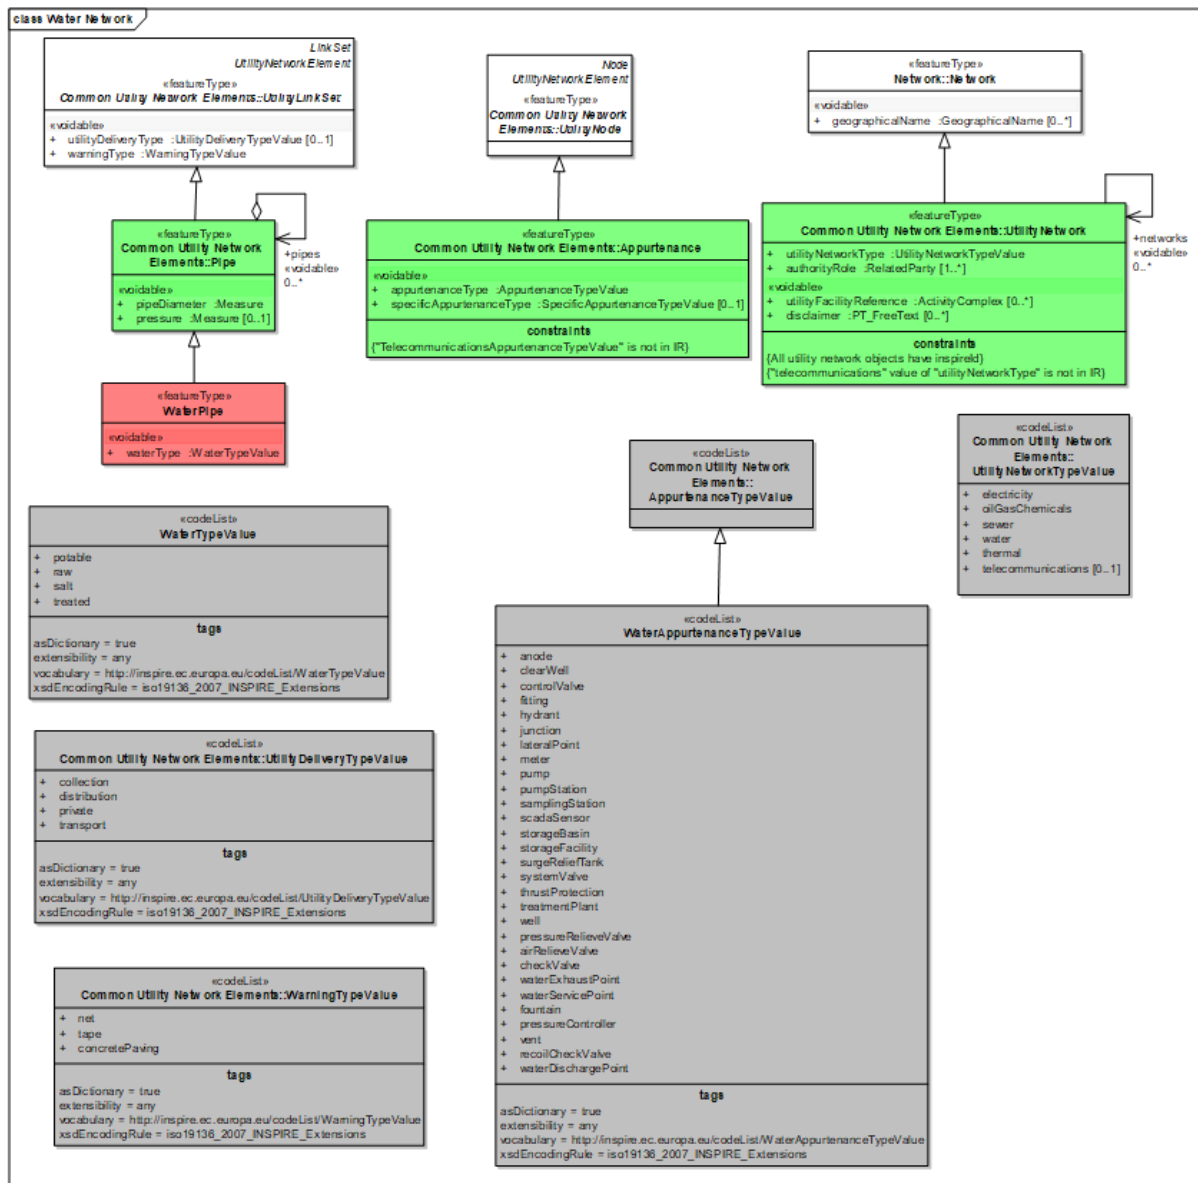 class Water Network
LinkSet
UtilityNetworkElement
«featureType»
Common Utility Network Elements::UtilityLinkSet
«voidable»
+ utilityDeliveryType :UtilityDeliveryTypeValue [0..1]
+ warningType :WarningTypeValue
Node
UtilityNetworkElement
«featureType»
Common Utility Network
Elements::UtilityNode
«featureType»
Network::Network
«voidable»
+ geographicalName :GeographicalName [0..*]
«featureType»
Common Utility Network
Elements::Pipe
«voidable»
+ pipeDiameter :Measure
+ pressure :Measure [0..1]
+pipes
«voidable»
0..*
«featureType»
Common Utility Network Elements::Appurtenance
«voidable»
+ appurtenanceType :AppurtenanceTypeValue
+ specificAppurtenanceType :SpecificAppurtenanceTypeValue [0..1]
constraints
{"TelecommunicationsAppurtenanceTypeValue" is not in IR}
«featureType»
Common Utility Network Elements::UtilityNetwork
+ utilityNetworkType :UtilityNetworkTypeValue
+ authorityRole :RelatedParty [1..*]
«voidable»
+ utilityFacilityReference :ActivityComplex [0..*]
+ disclaimer :PT_FreeText [0..*]
constraints
{All utility network objects have inspireId}
{"telecommunications" value of "utilityNetworkType" is not in IR}
+networks
«voidable»
0..*
«featureType»
WaterPipe
«voidable»
+ waterType :WaterTypeValue
«codeList»
Common Utility Network
Elements::
AppurtenanceTypeValue
«codeList»
Common Utility Network
Elements::
UtilityNetworkTypeValue
+ electricity
+ oilGasChemicals
+ sewer
+ water
+ thermal
+ telecommunications [0..1]
«codeList»
WaterTypeValue
+ potable
+ raw
+ salt
+ treated
tags
asDictionary = true
extensibility = any
vocabulary = http://inspire.ec.europa.eu/codeList/WaterTypeValue
xsdEncodingRule = iso19136_2007_INSPIRE_Extensions
«codeList»
Common Utility Network Elements::UtilityDeliveryTypeValue
+ collection
+ distribution
+ private
+ transport
tags
asDictionary = true
extensibility = any
vocabulary = http://inspire.ec.europa.eu/codeList/UtilityDeliveryTypeValue
xsdEncodingRule = iso19136_2007_INSPIRE_Extensions
«codeList»
Common Utility Network Elements::WarningTypeValue
+ net
+ tape
+ concretePaving
tags
asDictionary = true
extensibility = any
vocabulary = http://inspire.ec.europa.eu/codeList/WarningTypeValue
xsdEncodingRule = iso19136_2007_INSPIRE_Extensions
«codeList»
WaterAppurtenanceTypeValue
+ anode
+ clearWell
+ controlValve
+ fitting
+ hydrant
+ junction
+ lateralPoint
+ meter
+ pump
+ pumpStation
+ samplingStation
+ scadaSensor
+ storageBasin
+ storageFacility
+ surgeReliefTank
+ systemValve
+ thrustProtection
+ treatmentPlant
+ well
+ pressureRelieveValve
+ airRelieveValve
+ checkValve
+ waterExhaustPoint
+ waterServicePoint
+ fountain
+ pressureController
+ vent
+ recoilCheckValve
+ waterDischargePoint
tags
asDictionary = true
extensibility = any
vocabulary = http://inspire.ec.europa.eu/codeList/WaterAppurtenanceTypeValue
xsdEncodingRule = iso19136_2007_INSPIRE_Extensions